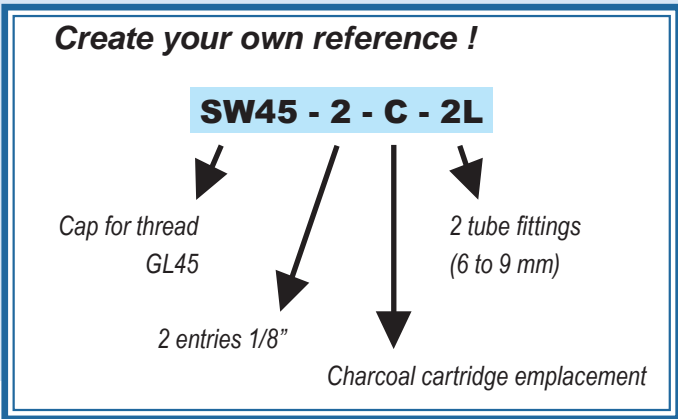 Create your own reference !
SW45 - 2 - C - 2L
Cap for thread
GL45
2 tube fittings
(6 to 9 mm)
2 entries 1/8”
Charcoal cartridge emplacement